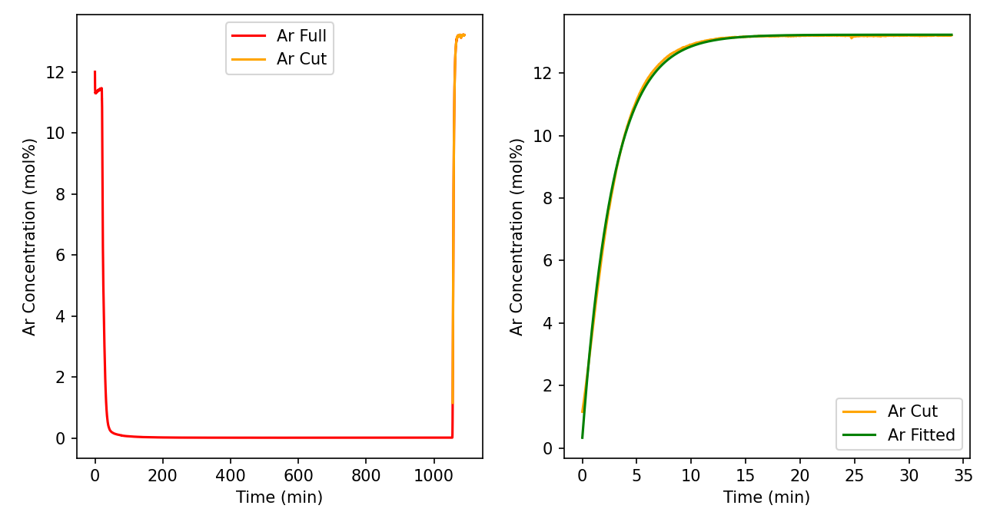 Ar Concentration (mol%)
12
10
8
6
4
2
0
Ar Full
Ar Cut
0 200 400 600 800 1000
Time (min)
Ar Concentration (mol%)
12
10
8
6
4
2
0
Ar Cut
Ar Fitted
0 5 10 15 20 25 30 35
Time (min)